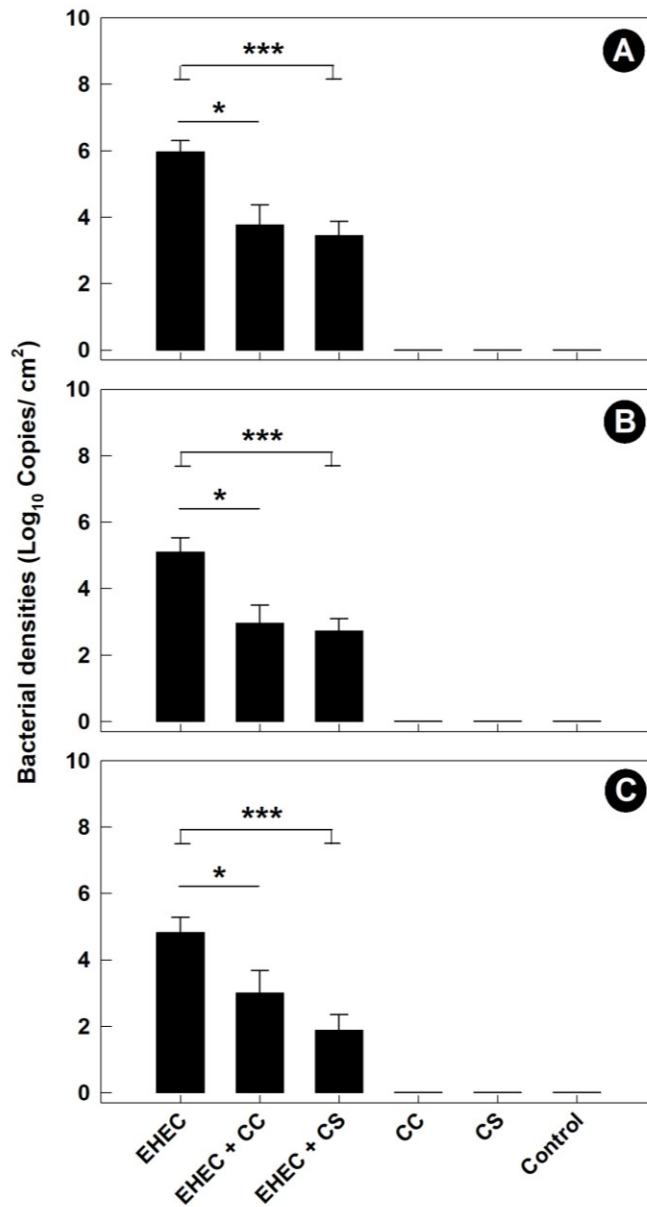 Bacterial densities (Log10 Copies/ cm2)
A
10
8
6
4
2
0
***
*
B
10
8
6
4
2
0
***
*
C
10
8
6
4
2
0
***
*
EHEC
EHEC + CC
EHEC + CS
CC
CS
Control